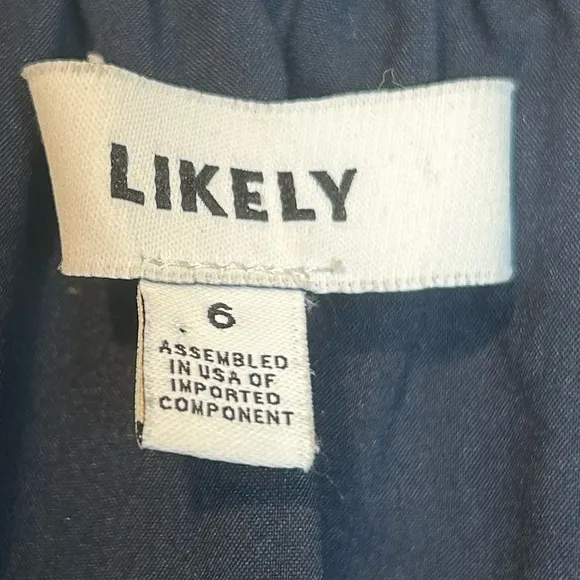 LIKELY
6
ASSEMBLED
IN USA OF
IMPORTED
COMPONENT